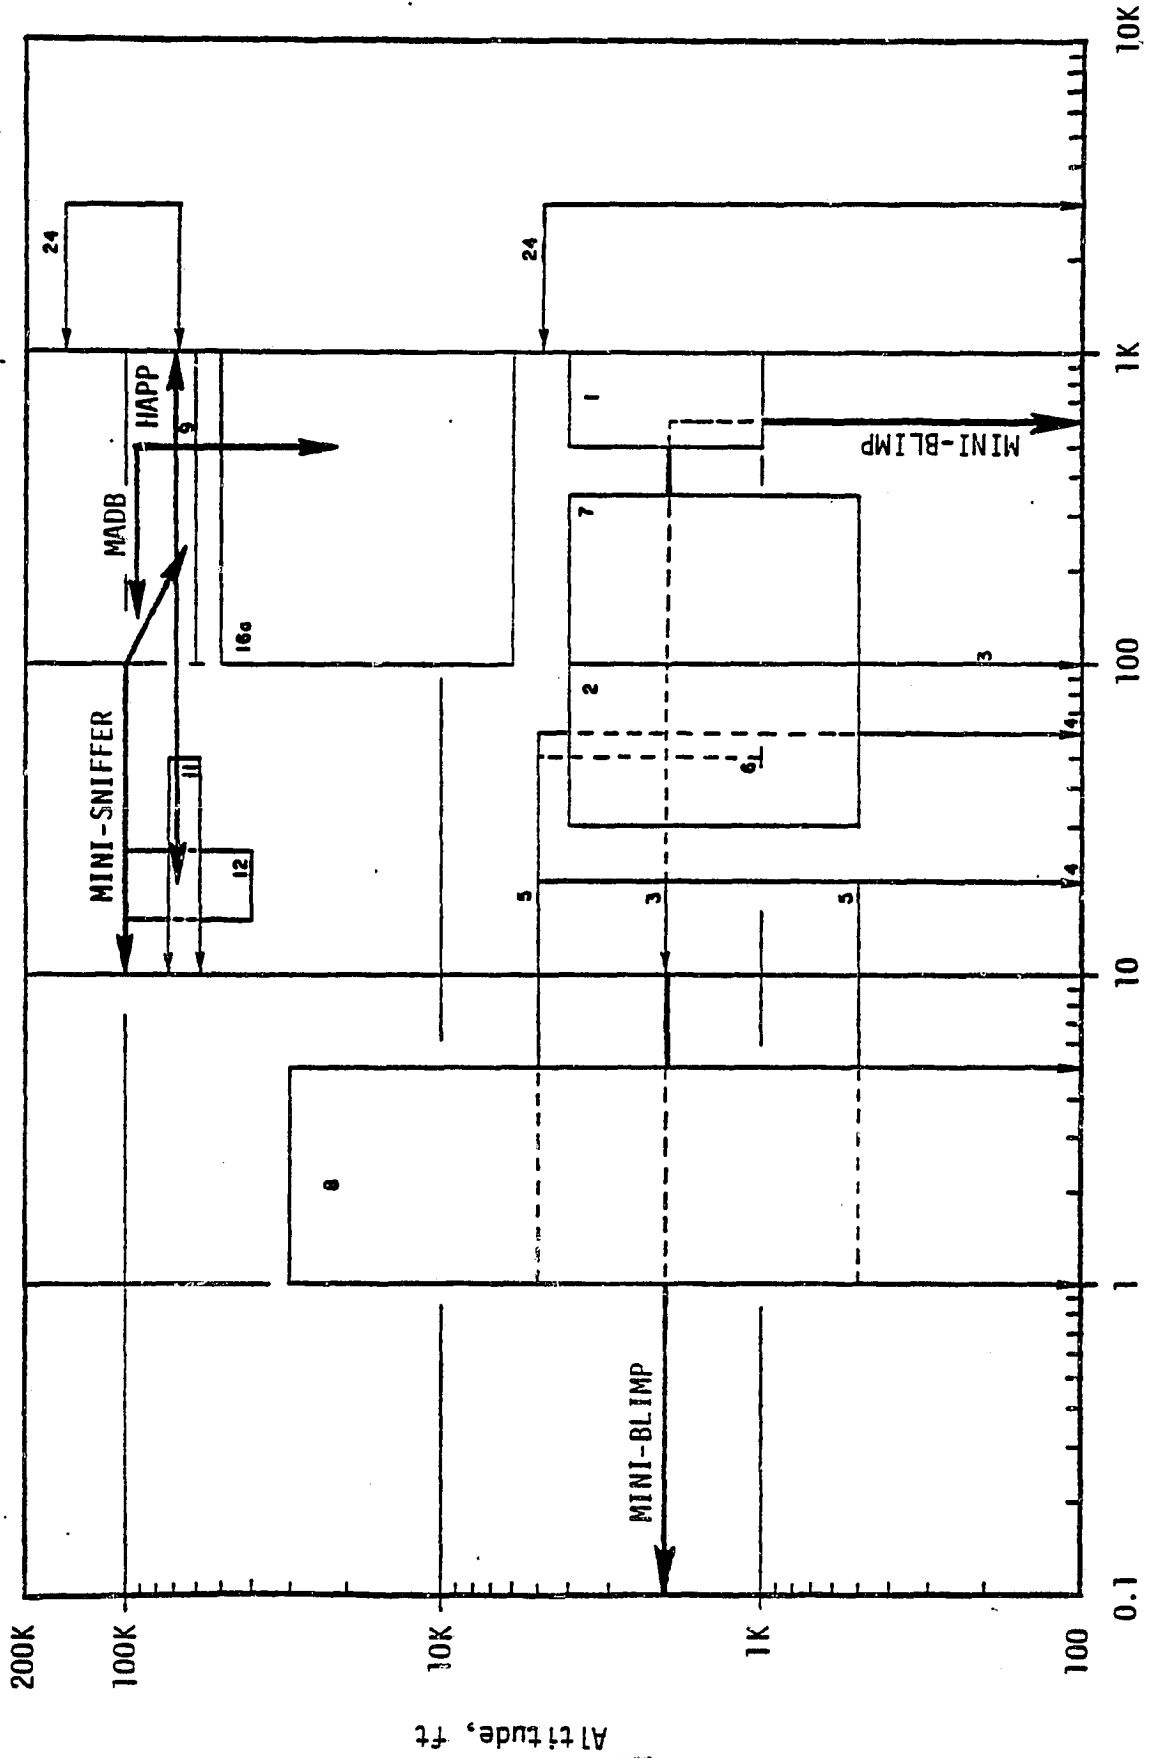 200K
100K
10K
1K
100
Altitude, ft
0.1
1
10
100
1K
10K
24
HAPP
9
MADB
16a
MINI-SNIFFER
11
12
24
1
MINI-BLIMP
7
2
3
4
6
5
3
5
4
8
MINI-BLIMP